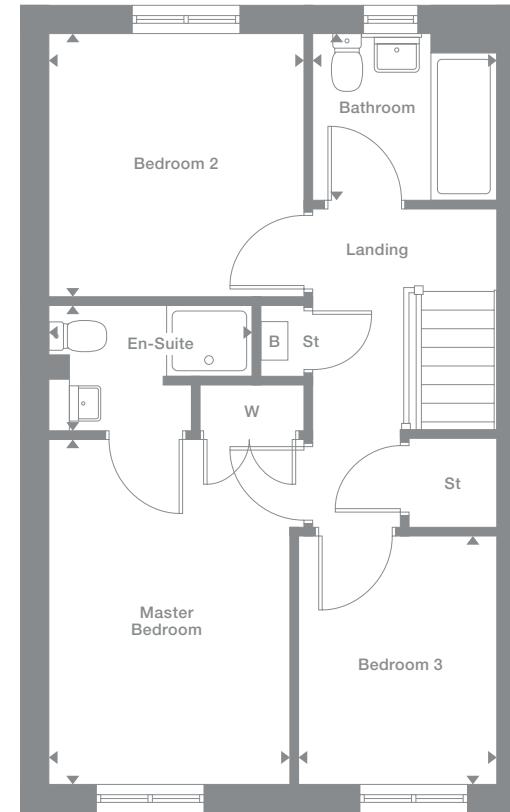 Bathroom
Bedroom 2
Landing
En-Suite
B
St
W
St
Master
Bedroom
Bedroom 3